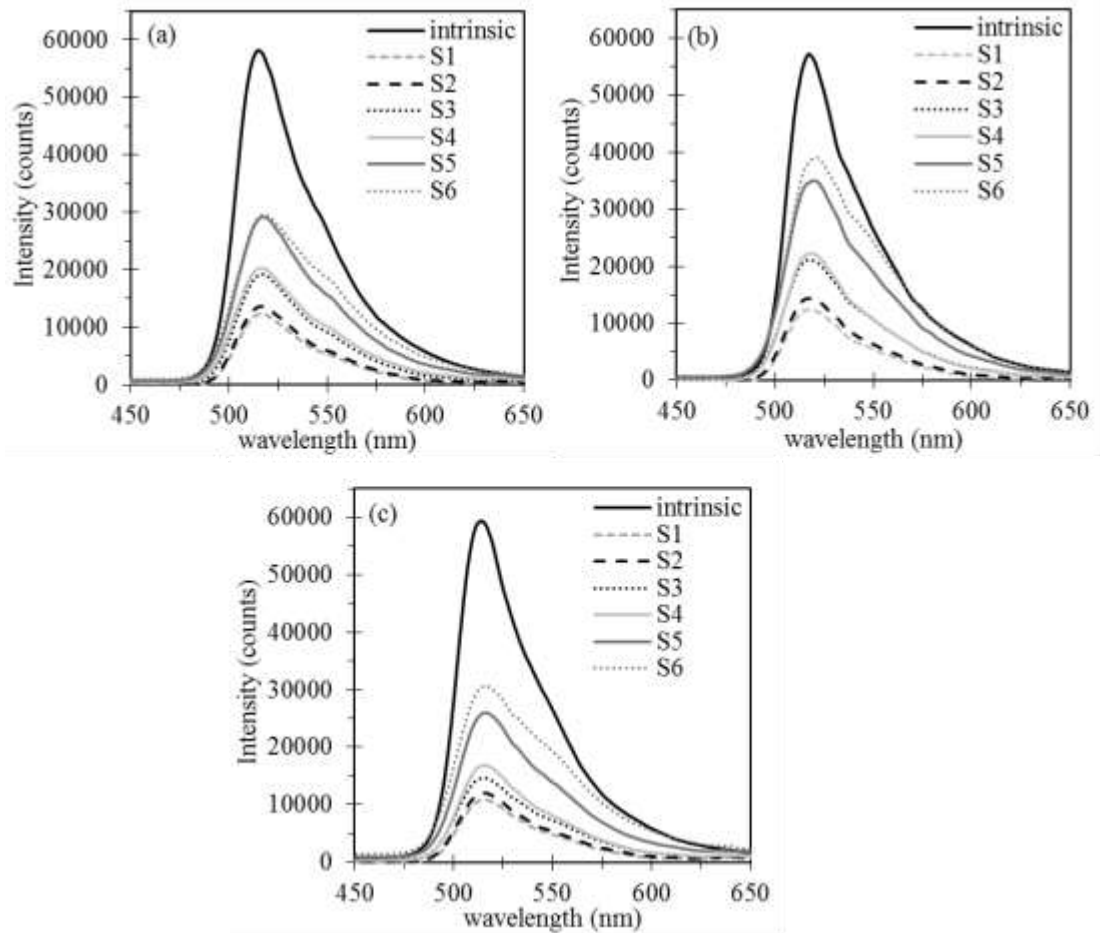 (a)
intrinsic
S1
S2
S3
S4
S5
S6
60000
50000
40000
30000
20000
10000
0
Intensity (counts)
450 500 550 600 650
wavelength (nm)
(b)
intrinsic
S1
S2
S3
S4
S5
S6
60000
50000
40000
30000
20000
10000
0
Intensity (counts)
450 500 550 600 650
wavelength (nm)
(c)
intrinsic
S1
S2
S3
S4
S5
S6
60000
50000
40000
30000
20000
10000
0
Intensity (counts)
450 500 550 600 650
wavelength (nm)